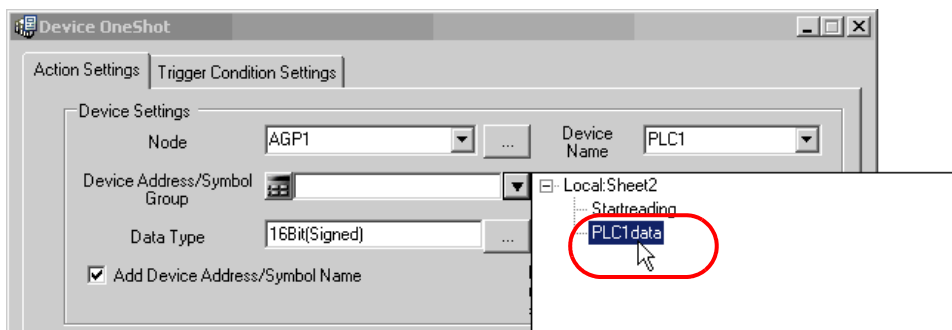 Device OneShot
Action Settings
Trigger Condition Settings
Device Settings
Node
AGP1
...
Device
Name
PLC1
Device Address/Symbol
Group
Local:Sheet2
Startreading
PLC1data
Data Type
16Bit(Signed)
...
Add Device Address/Symbol Name